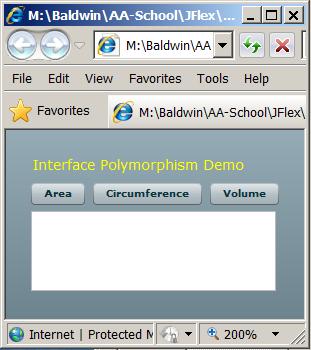 M:\Baldwin\AA-School\JFlex\...
M:\Baldwin\AA
File Edit View Favorites Tools Help
Favorites M:\Baldwin\AA-School\JFlex\
Interface Polymorphism Demo
Area Circumference Volume
Internet | Protected M 200%